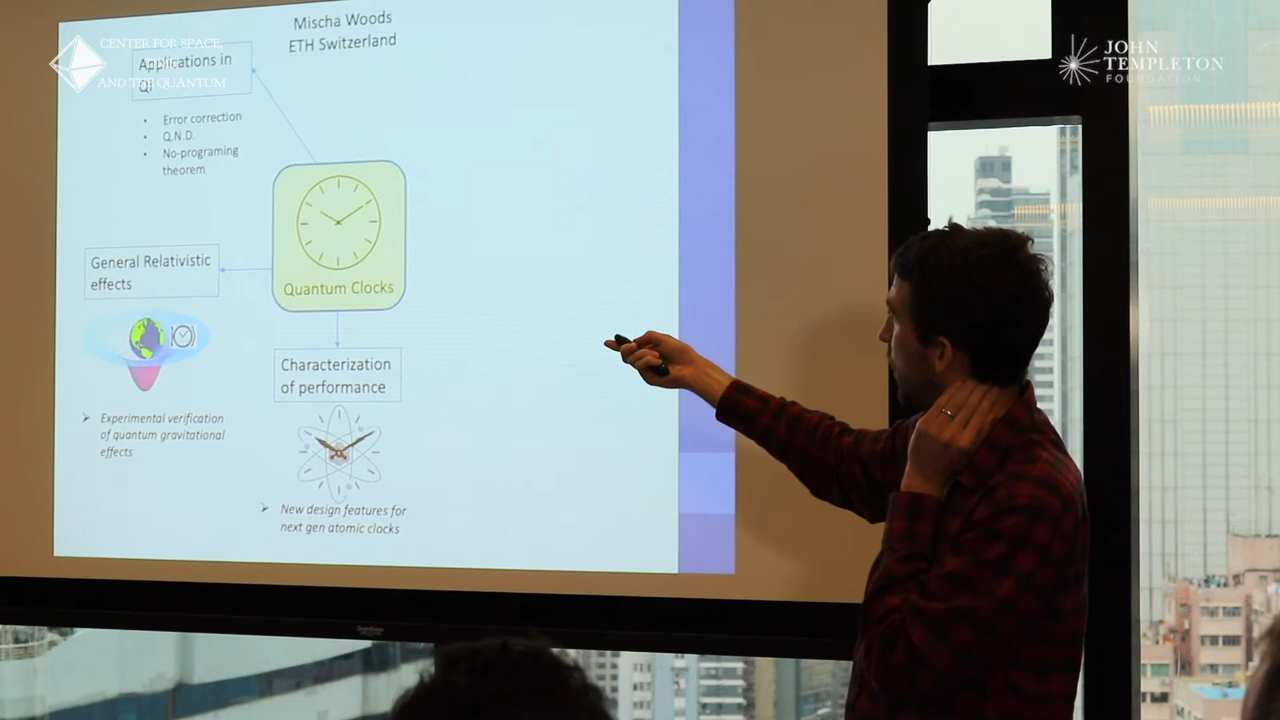 Mischa Woods
ETH Switzerland
CENTER FOR SPACE,
TIME
AND THE QUANTUM
JOHN
TEMPLETON
FOUNDATION
Applications in
QI
• Error correction
• Q.N.D.
• No-programing
theorem
Quantum Clocks
General Relativistic
effects
➢ Experimental verification
of quantum gravitational
effects
Characterization
of performance
➢ New design features for
next gen atomic clocks